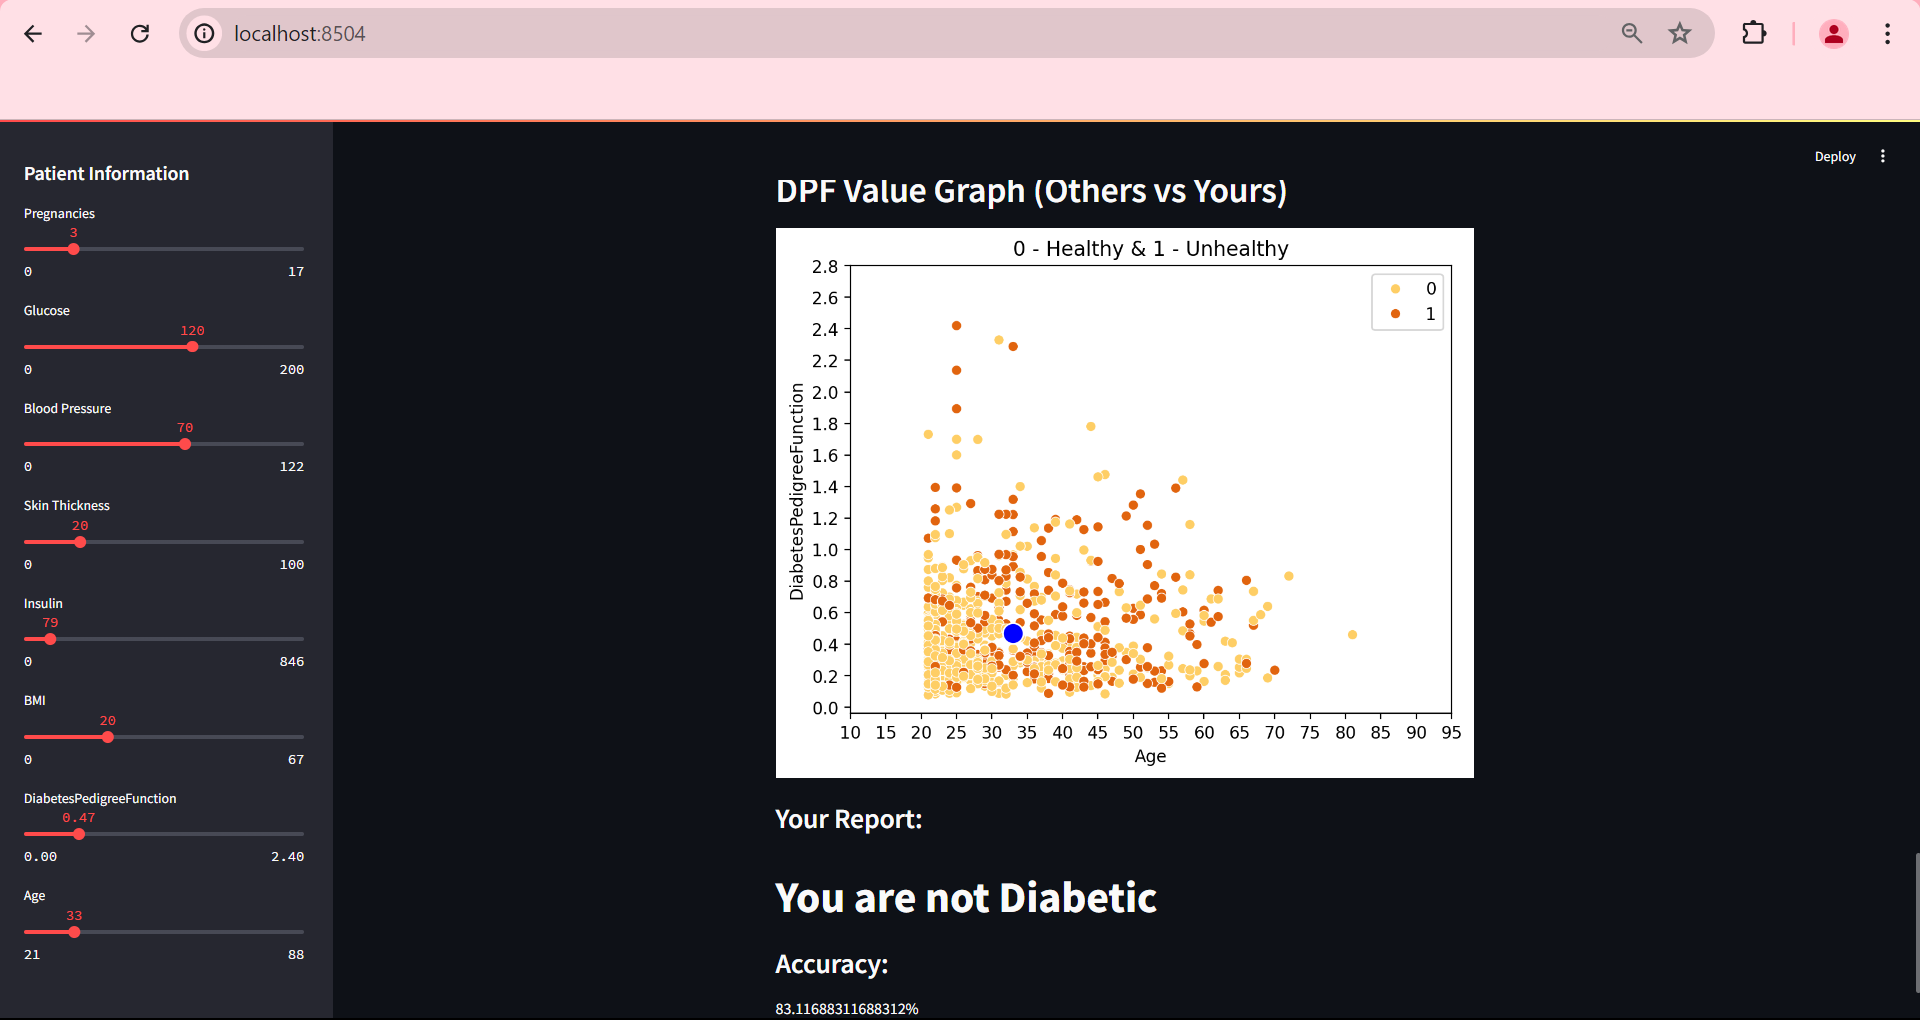 localhost:8504
Deploy
Patient Information
Pregnancies
3
0 17
Glucose
120
0 200
Blood Pressure
70
0 122
Skin Thickness
20
0 100
Insulin
79
0 846
BMI
20
0 67
DiabetesPedigreeFunction
0.47
0.00 2.40
Age
33
21 88
DPF Value Graph (Others vs Yours)
0 - Healthy & 1 - Unhealthy
0
1
DiabetesPedigreeFunction
2.8
2.6
2.4
2.2
2.0
1.8
1.6
1.4
1.2
1.0
0.8
0.6
0.4
0.2
0.0
10 15 20 25 30 35 40 45 50 55 60 65 70 75 80 85 90 95
Age
Your Report:
You are not Diabetic
Accuracy:
83.11688311688312%